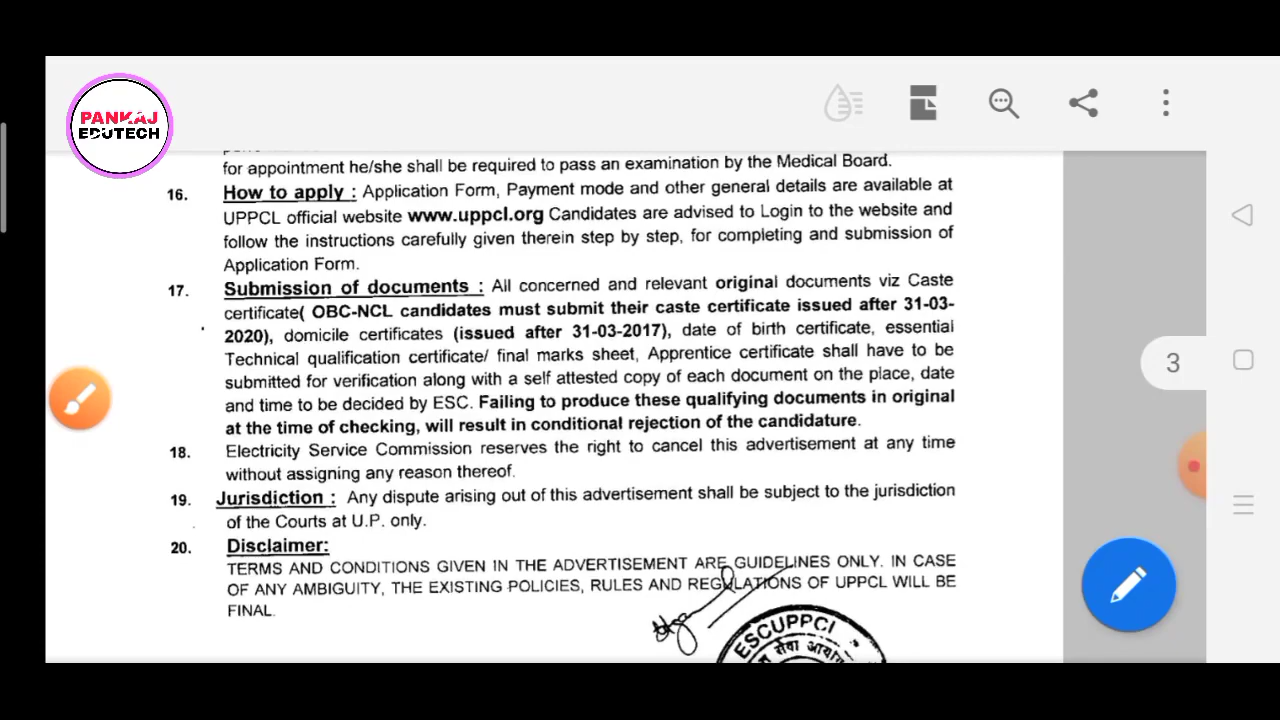 PANKAJ
EDUTECH
for appointment he/she shall be required to pass an examination by the Medical Board.
16. How to apply : Application Form, Payment mode and other general details are available at
UPPCL official website www.uppcl.org Candidates are advised to Login to the website and
follow the instructions carefully given therein step by step, for completing and submission of
Application Form.
17. Submission of documents : All concerned and relevant original documents viz Caste
certificate( OBC-NCL candidates must submit their caste certificate issued after 31-03-
2020), domicile certificates (issued after 31-03-2017), date of birth certificate, essential
Technical qualification certificate/ final marks sheet, Apprentice certificate shall have to be
submitted for verification along with a self attested copy of each document on the place, date
and time to be decided by ESC. Failing to produce these qualifying documents in original
at the time of checking, will result in conditional rejection of the candidature.
18. Electricity Service Commission reserves the right to cancel this advertisement at any time
without assigning any reason thereof.
19. Jurisdiction : Any dispute arising out of this advertisement shall be subject to the jurisdiction
of the Courts at U.P. only.
20. Disclaimer:
TERMS AND CONDITIONS GIVEN IN THE ADVERTISEMENT ARE GUIDELINES ONLY. IN CASE
OF ANY AMBIGUITY, THE EXISTING POLICIES, RULES AND REGULATIONS OF UPPCL WILL BE
FINAL.
ESCUPPCL
सेवा
3